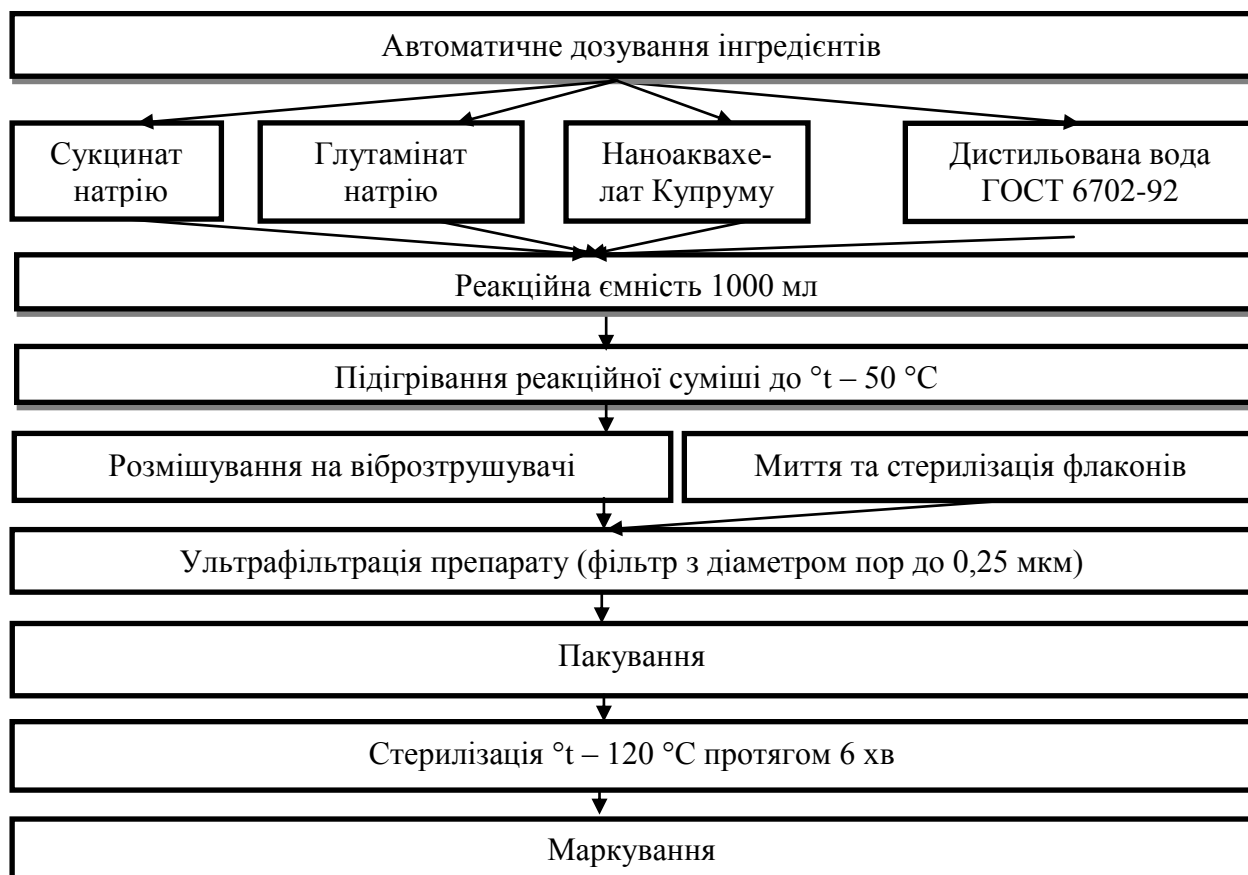 Автоматичне дозування інгредієнтів
Сукцинат
натрію
Глутамінат
натрію
Наноаквахе-
лат Купруму
Дистильована вода
ГОСТ 6702-92
Реакційна ємність 1000 мл
Підігрівання реакційної суміші до °t – 50 °C
Розмішування на віброзтрушувачі
Миття та стерилізація флаконів
Ультрафільтрація препарату (фільтр з діаметром пор до 0,25 мкм)
Пакування
Стерилізація °t – 120 °C протягом 6 хв
Маркування